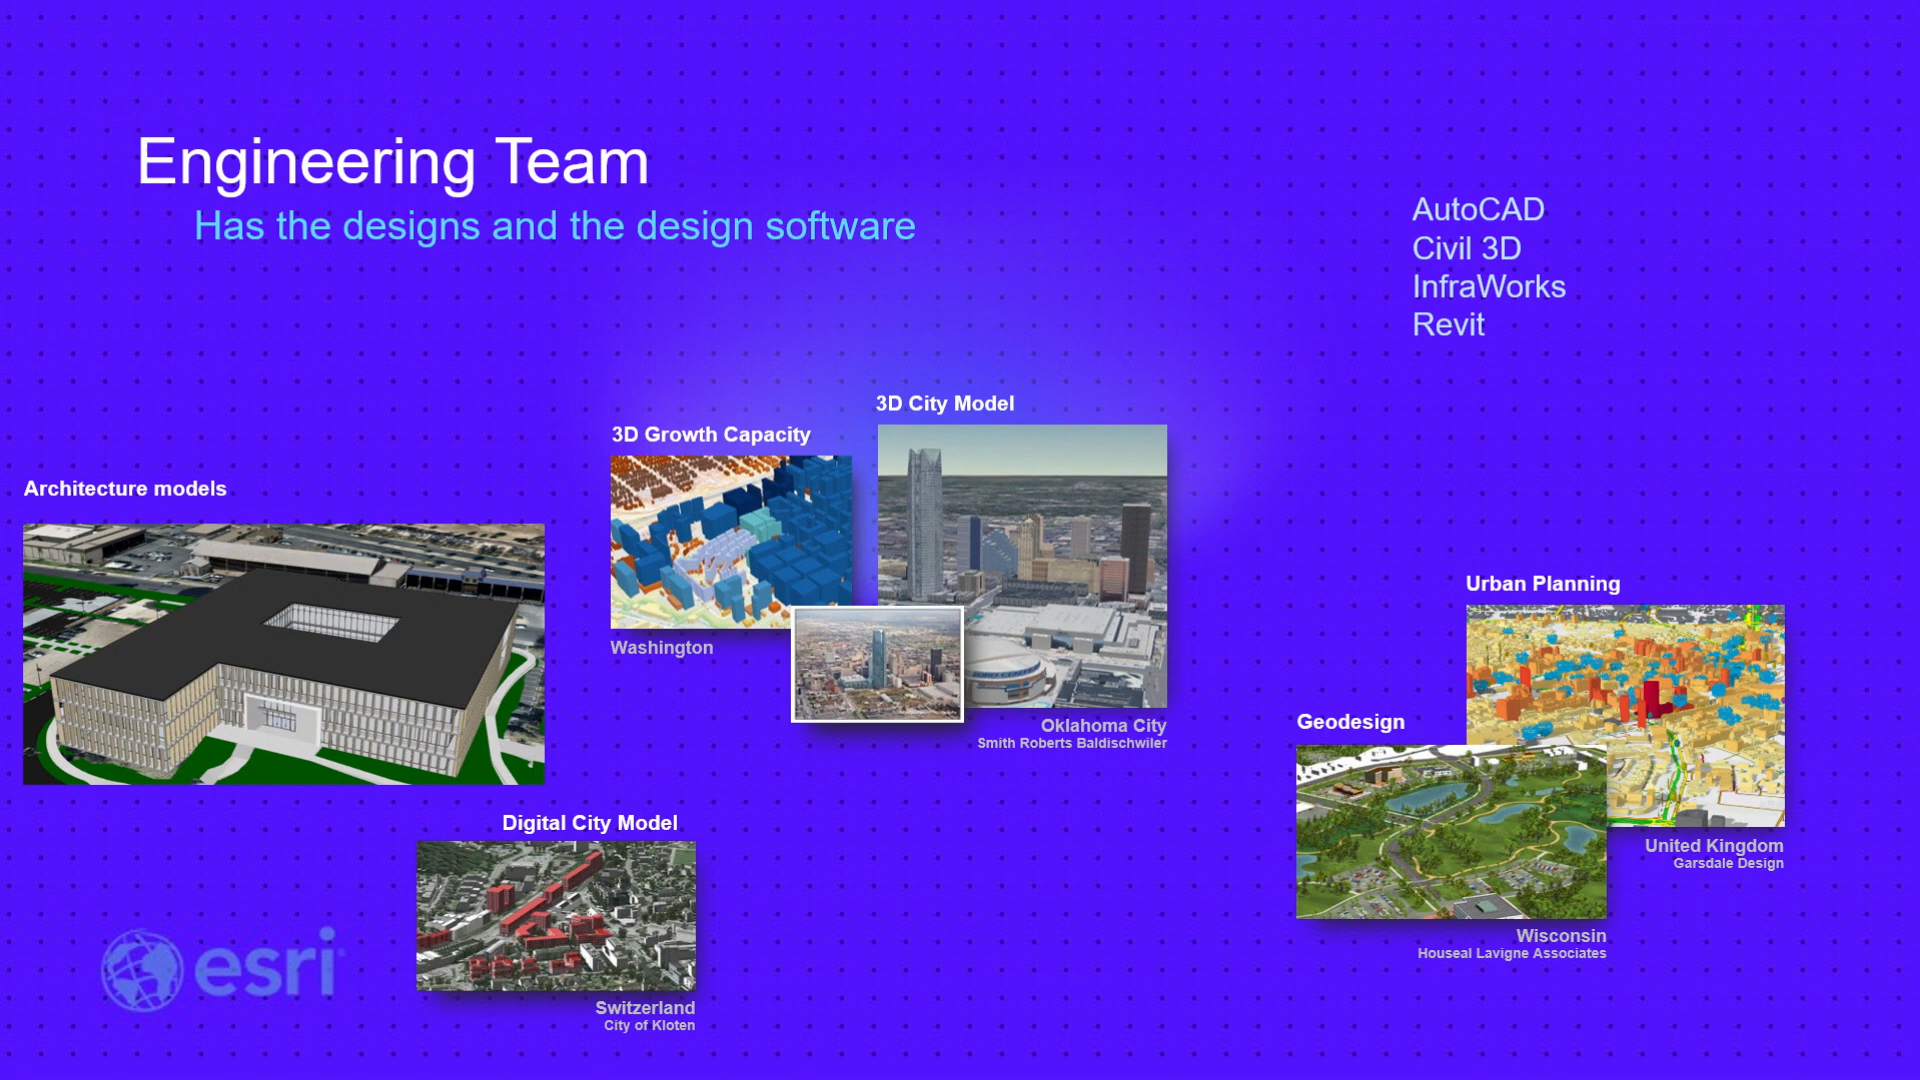 Engineering Team
Has the designs and the design software
AutoCAD
Civil 3D
InfraWorks
Revit
3D City Model
3D Growth Capacity
Architecture models
Washington
Oklahoma City
Smith Roberts Baldischwiler
Urban Planning
Geodesign
United Kingdom
Garsdale Design
Wisconsin
Houseal Lavigne Associates
Digital City Model
Switzerland
City of Kloten
esri